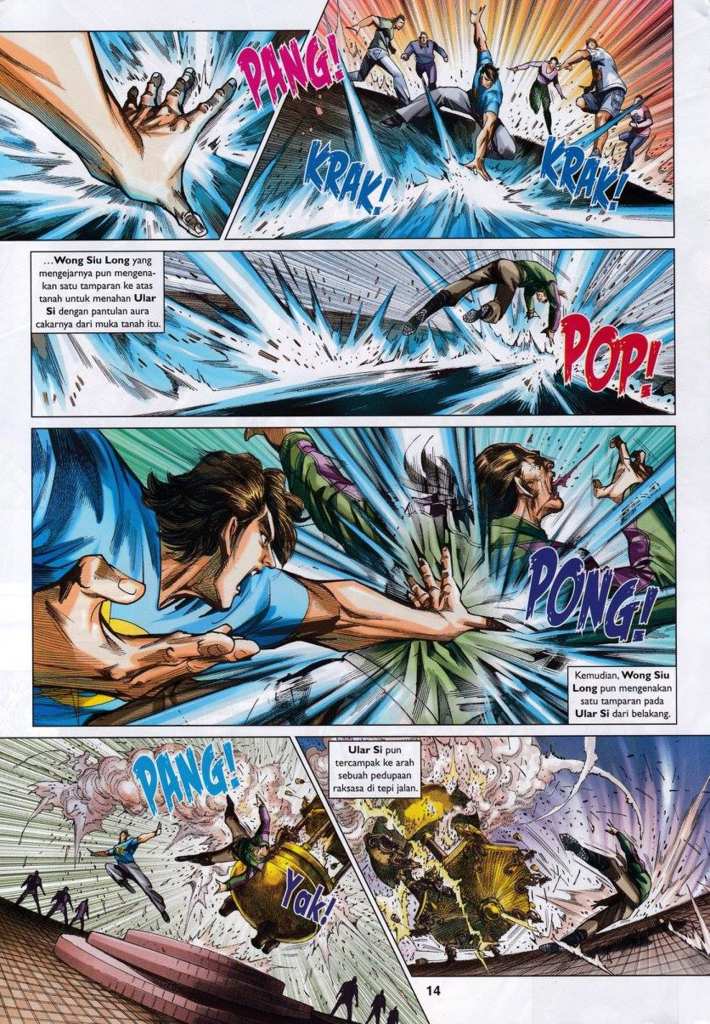 PANG!
KRAK!
KRAK!
...Wong Siu Long yang
mengejarnya pun mengena-
kan satu tamparan ke atas
tanah untuk menahan Ular
Si dengan pantulan aura
cakarnya dari muka tanah itu.
POP!
PONG!
Kemudian, Wong Siu
Long pun mengenakan
satu tamparan pada
Ular Si dari belakang.
PANG!
Yak!
Ular Si pun
tercampak ke arah
sebuah pedupaan
raksasa di tepi jalan.
14